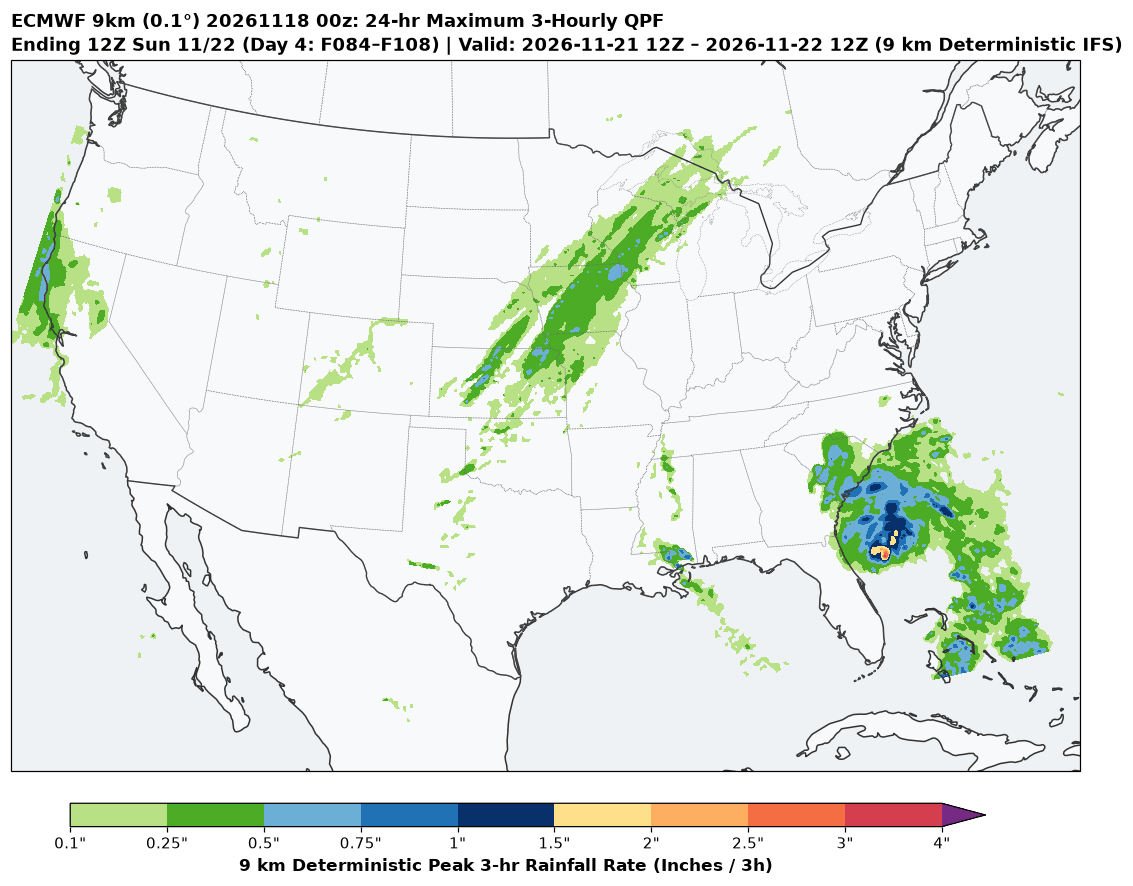 ECMWF 9km (0.1°) 20261118 00z: 24-hr Maximum 3-Hourly QPF
Ending 12Z Sun 11/22 (Day 4: F084–F108) | Valid: 2026-11-21 12Z – 2026-11-22 12Z (9 km Deterministic IFS)
0.1" 0.25" 0.5" 0.75" 1" 1.5" 2" 2.5" 3" 4"
9 km Deterministic Peak 3-hr Rainfall Rate (Inches / 3h)